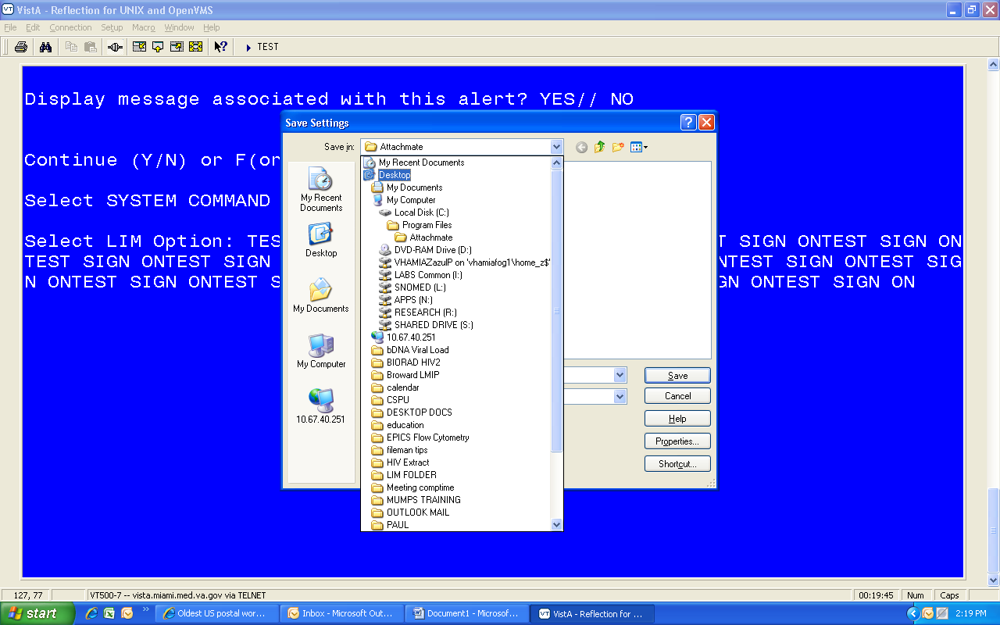 VistA - Reflection for UNIX and OpenVMS
File Edit Connection Setup Macro Window Help
TEST
Display message associated with this alert? YES// NO
Save Settings
Save in: Attachmate
Continue (Y/N) or F(or
Select SYSTEM COMMAND
Select LIM Option: TES T SIGN ONTEST SIGN ON
TEST SIGN ONTEST SIGN NTEST SIGN ONTEST SIG
N ONTEST SIGN ONTEST S GN ONTEST SIGN ON
My Recent Documents
Desktop
My Documents
My Computer
10.67.40.251
My Recent Documents
Desktop
My Documents
My Computer
Local Disk (C:)
Program Files
Attachmate
DVD-RAM Drive (D:)
VHAMIAZazulP on 'vhamiafog1\home_z$'
LABS Common (I:)
SNOMED (L:)
APPS (N:)
RESEARCH (R:)
SHARED DRIVE (S:)
10.67.40.251
bDNA Viral Load
BIORAD HIV2
Broward LMIP
calendar
CSPU
DESKTOP DOCS
education
EPICS Flow Cytometry
fileman tips
HIV Extract
LIM FOLDER
Meeting comptime
MUMPS TRAINING
OUTLOOK MAIL
PAUL
Save
Cancel
Help
Properties...
Shortcut...
127, 77 VT500-7 -- vista.miami.med.va.gov via TELNET 00:19:45 Num Caps
start Oldest US postal wor... Inbox - Microsoft Out... Document1 - Microsof... VistA - Reflection for ... 2:19 PM